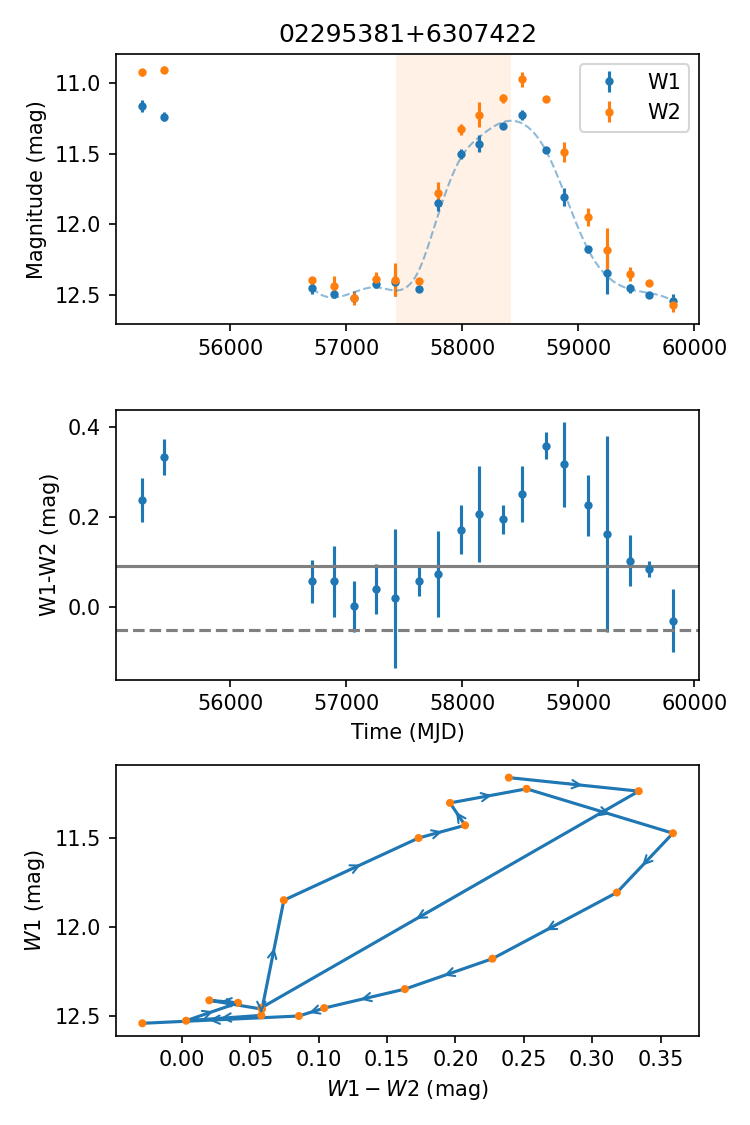 02295381+6307422
Magnitude (mag)
11.0
11.5
12.0
12.5
W1
W2
56000 57000 58000 59000 60000
W1-W2 (mag)
0.4
0.2
0.0
56000 57000 58000 59000 60000
Time (MJD)
W1 (mag)
11.5
12.0
12.5
0.00 0.05 0.10 0.15 0.20 0.25 0.30 0.35
W1 − W2 (mag)